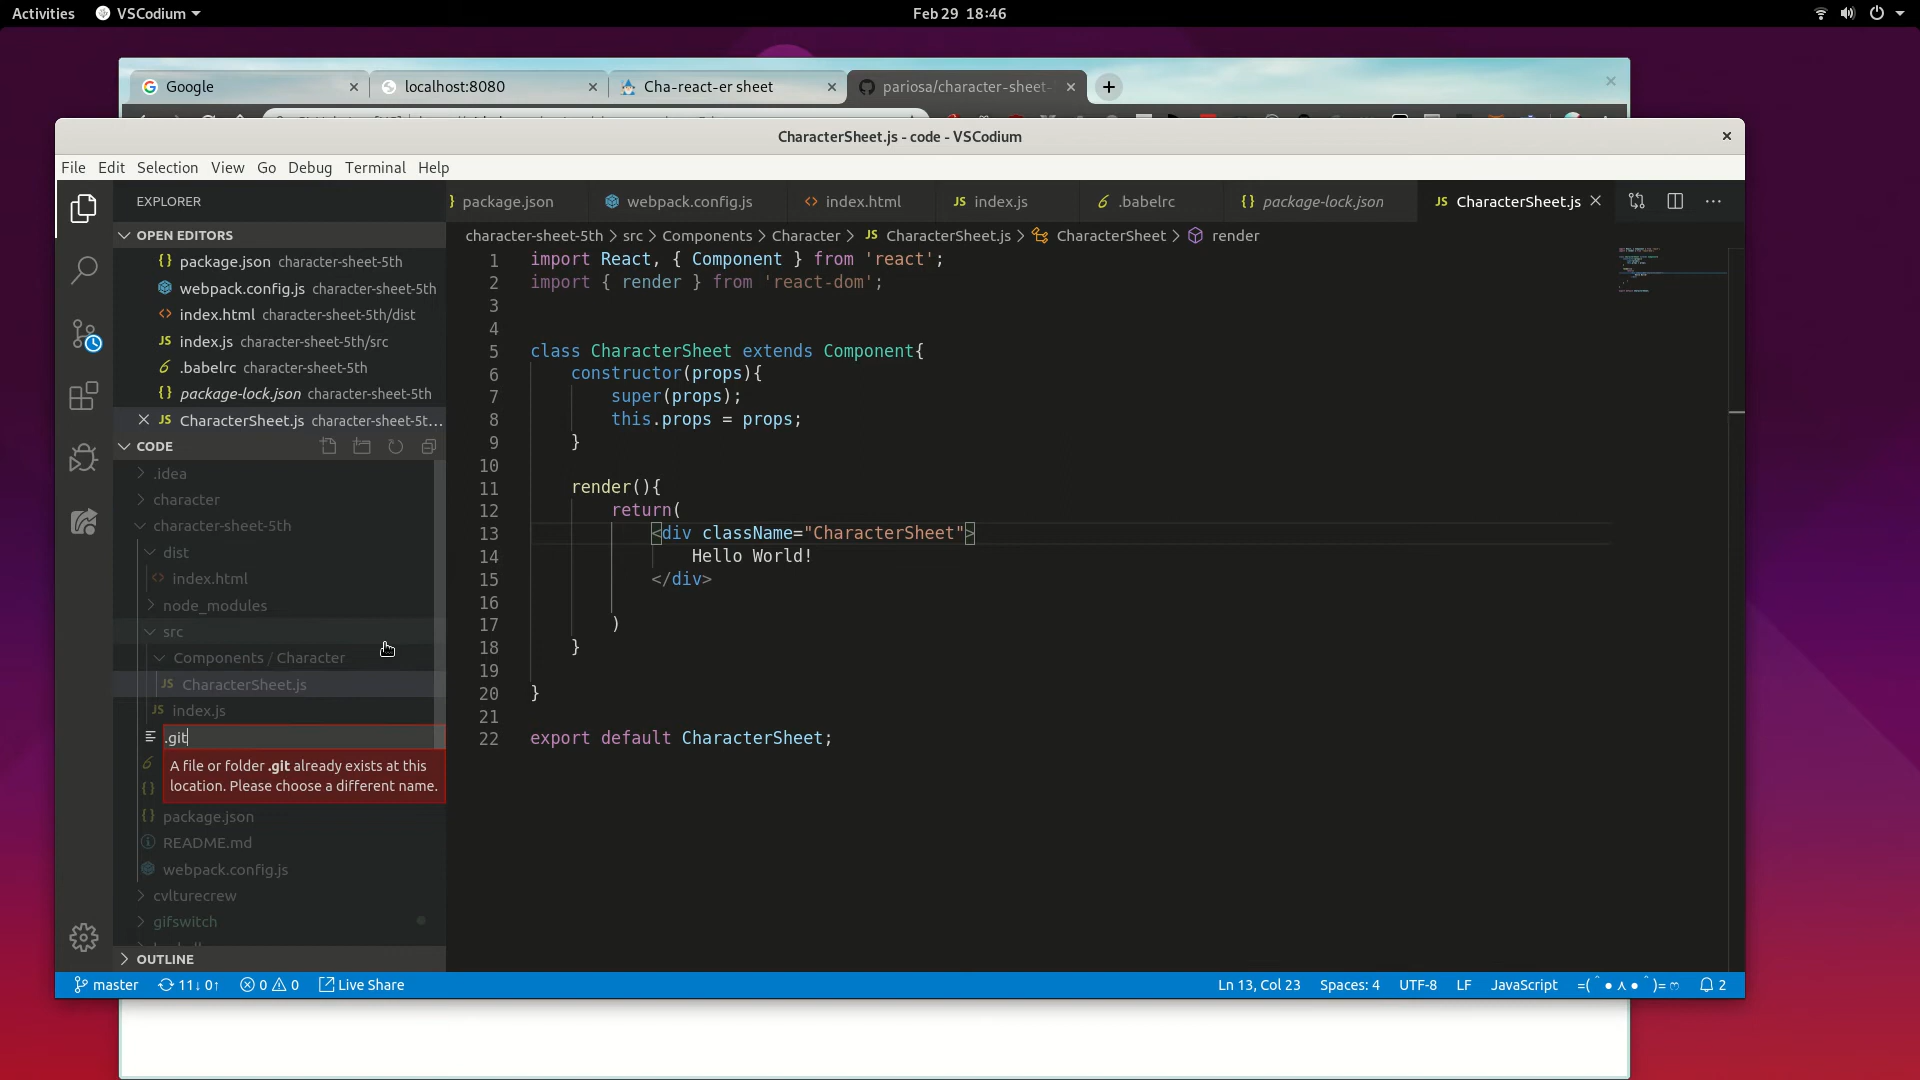 Activities
VSCodium
Feb 29 18:46
Google
localhost:8080
Cha-react-er sheet
pariosa/character-sheet-
CharacterSheet.js - code - VSCodium
File Edit Selection View Go Debug Terminal Help
EXPLORER
{} package.json
webpack.config.js
<> index.html
JS index.js
.babelrc
{} package-lock.json
JS CharacterSheet.js
OPEN EDITORS
{} package.json character-sheet-5th
webpack.config.js character-sheet-5th
<> index.html character-sheet-5th/dist
JS index.js character-sheet-5th/src
.babelrc character-sheet-5th
{} package-lock.json character-sheet-5th
JS CharacterSheet.js character-sheet-5t...
CODE
.idea
character
character-sheet-5th
dist
<> index.html
node_modules
src
Components / Character
JS CharacterSheet.js
JS index.js
.git
A file or folder .git already exists at this
location. Please choose a different name.
{} package.json
README.md
webpack.config.js
cvlturecrew
gifswitch
OUTLINE
character-sheet-5th > src > Components > Character > JS CharacterSheet.js > CharacterSheet > render
1 import React, { Component } from 'react';
2 import { render } from 'react-dom';
3
4
5 class CharacterSheet extends Component{
6 constructor(props){
7 super(props);
8 this.props = props;
9 }
10
11 render(){
12 return(
13 <div className="CharacterSheet">
14 Hello World!
15 </div>
16
17 )
18 }
19
20 }
21
22 export default CharacterSheet;
master
11↓ 0↑
0 0
Live Share
Ln 13, Col 23
Spaces: 4
UTF-8
LF
JavaScript
2